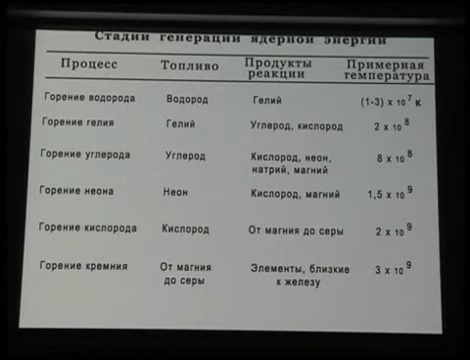 Стадии генерации ядерной энергии
Процесс Топливо Продукты реакции Примерная температура
Горение водорода Водород Гелий (1-3) x 10⁷ К
Горение гелия Гелий Углерод, кислород 2 x 10⁸
Горение углерода Углерод Кислород, неон, натрий, магний 8 x 10⁸
Горение неона Неон Кислород, магний 1,5 x 10⁹
Горение кислорода Кислород От магния до серы 2 x 10⁹
Горение кремния От магния до серы Элементы, близкие к железу 3 x 10⁹